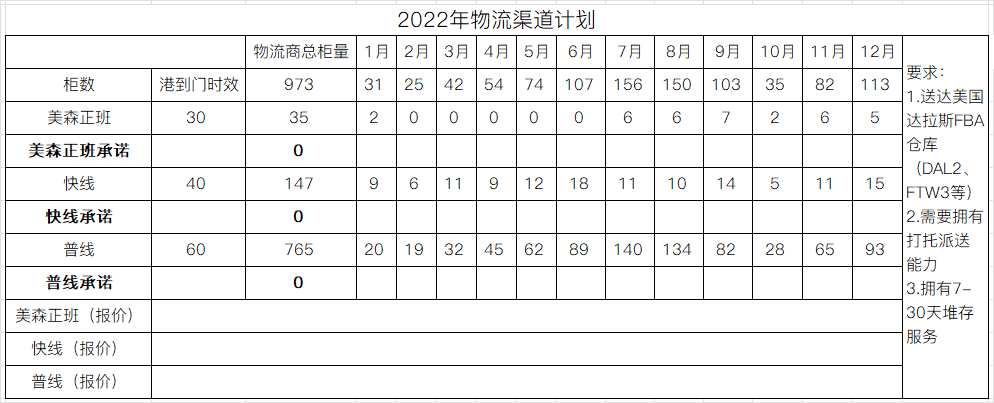 2022年物流渠道计划
物流商总柜量 1月 2月 3月 4月 5月 6月 7月 8月 9月 10月 11月 12月
柜数 港到门时效 973 31 25 42 54 74 107 156 150 103 35 82 113
美森正班 30 35 2 0 0 0 0 0 6 6 7 2 6 5
美森正班承诺 0
快线 40 147 9 6 11 9 12 18 11 10 14 5 11 15
快线承诺 0
普线 60 765 20 19 32 45 62 89 140 134 82 28 65 93
普线承诺 0
美森正班（报价）
快线（报价）
普线（报价）
要求：
1.送达美国
达拉斯FBA
仓库
（DAL2、
FTW3等）
2.需要拥有
打托派送
能力
3.拥有7-
30天堆存
服务